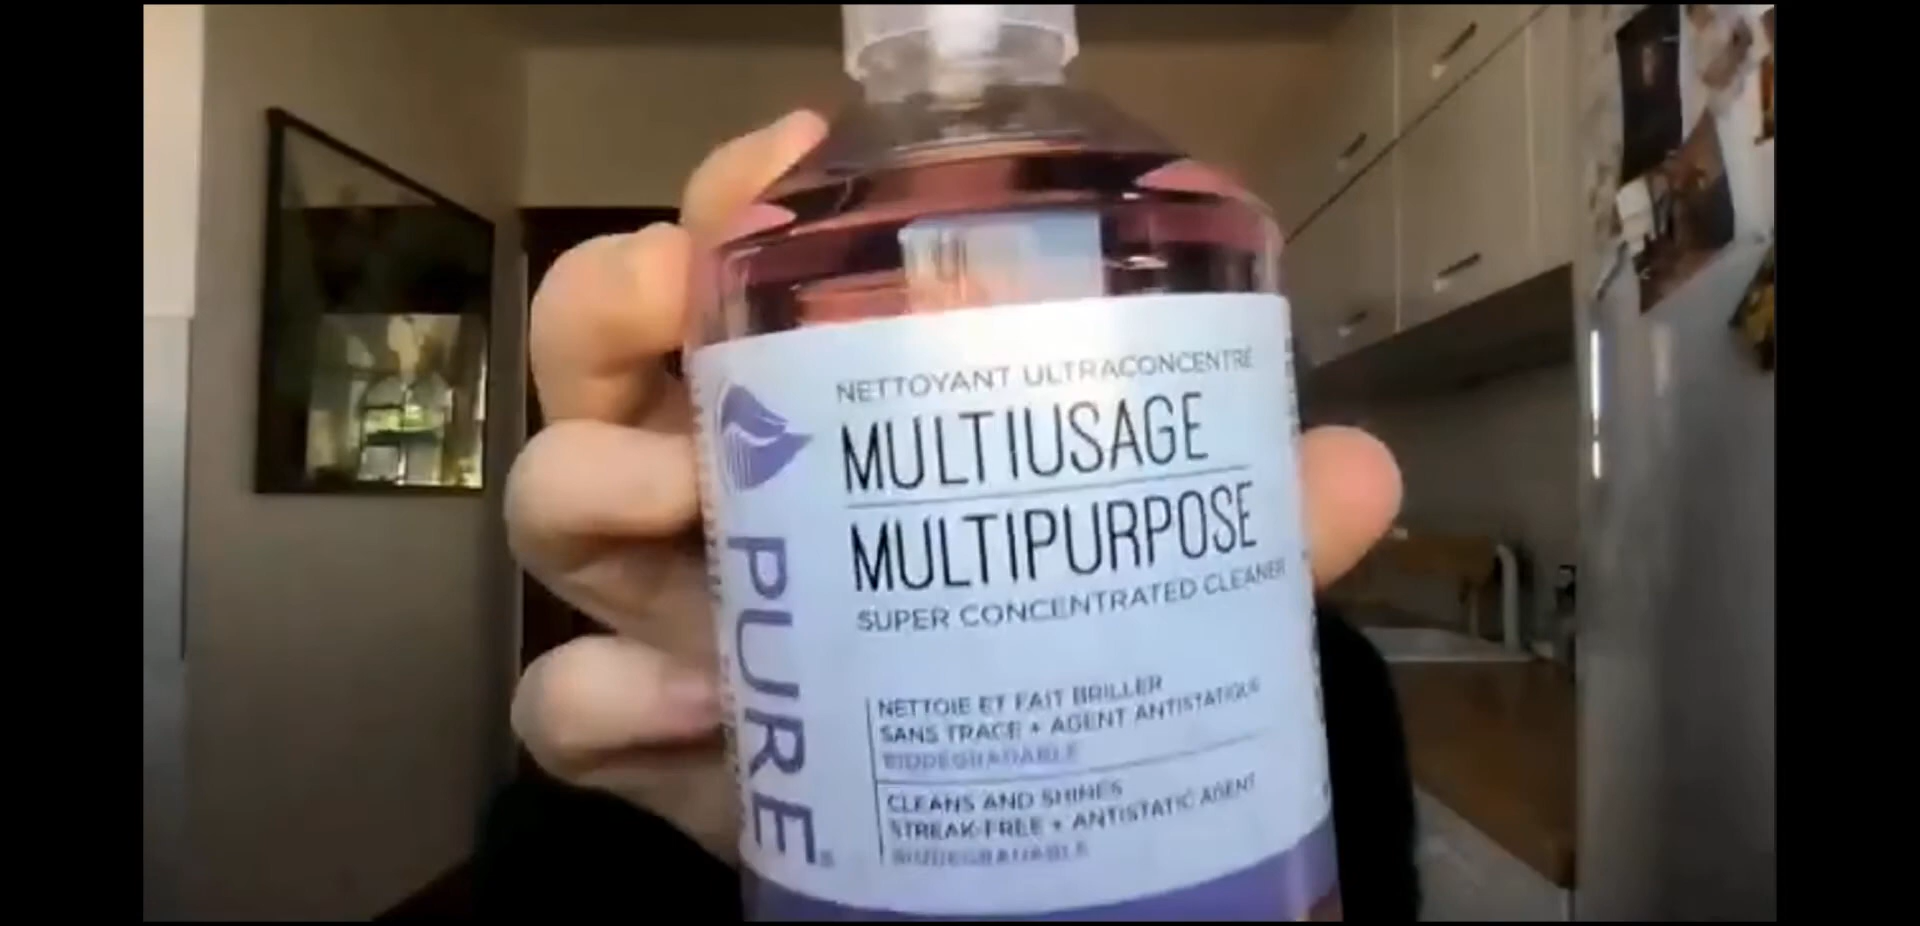 NETTOYANT ULTRACONCENTRÉ
MULTIUSAGE
MULTIPURPOSE
SUPER CONCENTRATED CLEANER
PURE
NETTOIE ET FAIT BRILLER
SANS TRACE + AGENT ANTISTATIQUE
BIODÉGRADABLE
CLEANS AND SHINES
STREAK-FREE + ANTISTATIC AGENT
BIODEGRADABLE